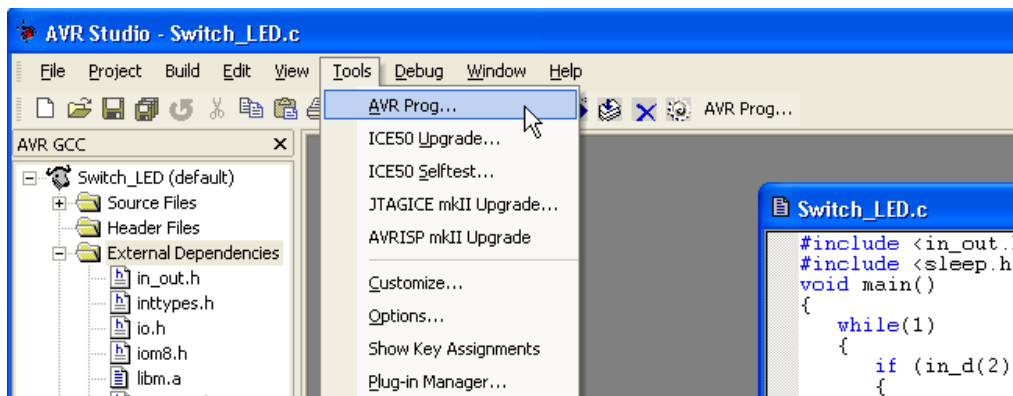 AVR Studio - Switch_LED.c
File Project Build Edit View Tools Debug Window Help
AVR Prog...
AVR GCC
Switch_LED (default)
Source Files
Header Files
External Dependencies
in_out.h
inttypes.h
io.h
iom8.h
libm.a
AVR Prog...
ICE50 Upgrade...
ICE50 Selftest...
JTAGICE mkII Upgrade...
AVRISP mkII Upgrade
Customize...
Options...
Show Key Assignments
Plug-in Manager...
Switch_LED.c
#include <in_out.
#include <sleep.h
void main()
{
while(1)
{
if (in_d(2)
{